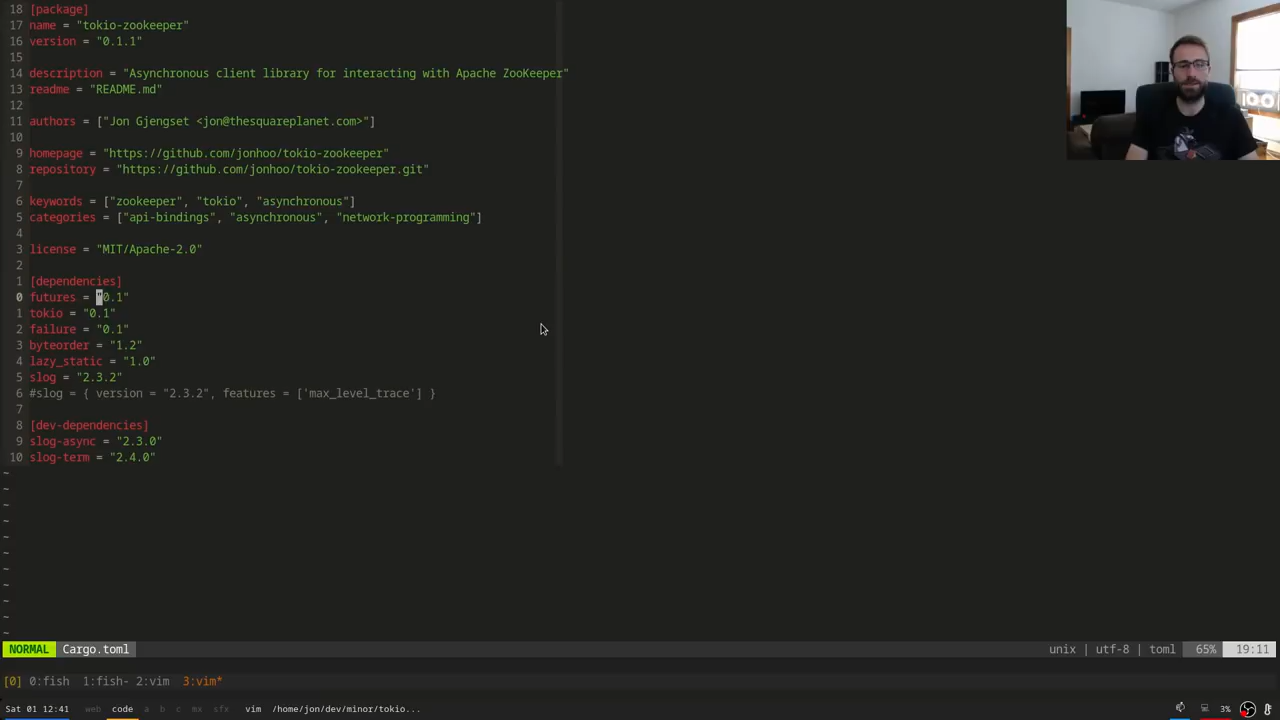 18 [package]
17 name = "tokio-zookeeper"
16 version = "0.1.1"
15
14 description = "Asynchronous client library for interacting with Apache ZooKeeper"
13 readme = "README.md"
12
11 authors = ["Jon Gjengset <jon@thesquareplanet.com>"]
10
9 homepage = "https://github.com/jonhoo/tokio-zookeeper"
8 repository = "https://github.com/jonhoo/tokio-zookeeper.git"
7
6 keywords = ["zookeeper", "tokio", "asynchronous"]
5 categories = ["api-bindings", "asynchronous", "network-programming"]
4
3 license = "MIT/Apache-2.0"
2
1 [dependencies]
0 futures = "0.1"
1 tokio = "0.1"
2 failure = "0.1"
3 byteorder = "1.2"
4 lazy_static = "1.0"
5 slog = "2.3.2"
6 #slog = { version = "2.3.2", features = ['max_level_trace'] }
7
8 [dev-dependencies]
9 slog-async = "2.3.0"
10 slog-term = "2.4.0"
~
~
~
~
~
~
~
~
~
~
~
NORMAL Cargo.toml unix | utf-8 | toml 65% 19:11
[0] 0:fish 1:fish- 2:vim 3:vim*
Sat 01 12:41 web code a b c mx sfx vim /home/jon/dev/minor/tokio... 3%